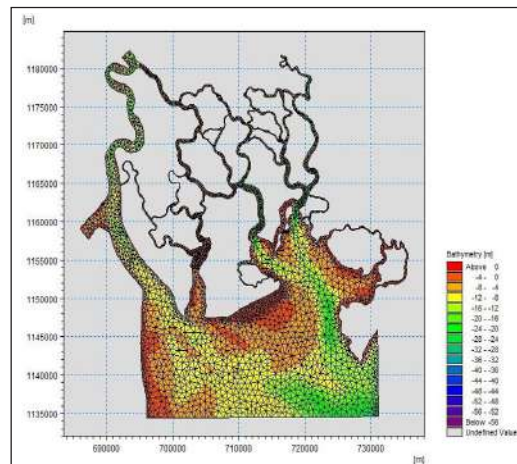 [m]
1180000
1175000
1170000
1165000
1160000
1155000
1150000
1145000
1140000
1135000
690000 700000 710000 720000 730000
[m]
Bathymetry [m]
Above 0
-4 - 0
-8 - -4
-12 - -8
-16 - -12
-20 - -16
-24 - -20
-28 - -24
-32 - -28
-36 - -32
-40 - -36
-44 - -40
-48 - -44
-52 - -48
-56 - -52
Below -56
Undefined Value